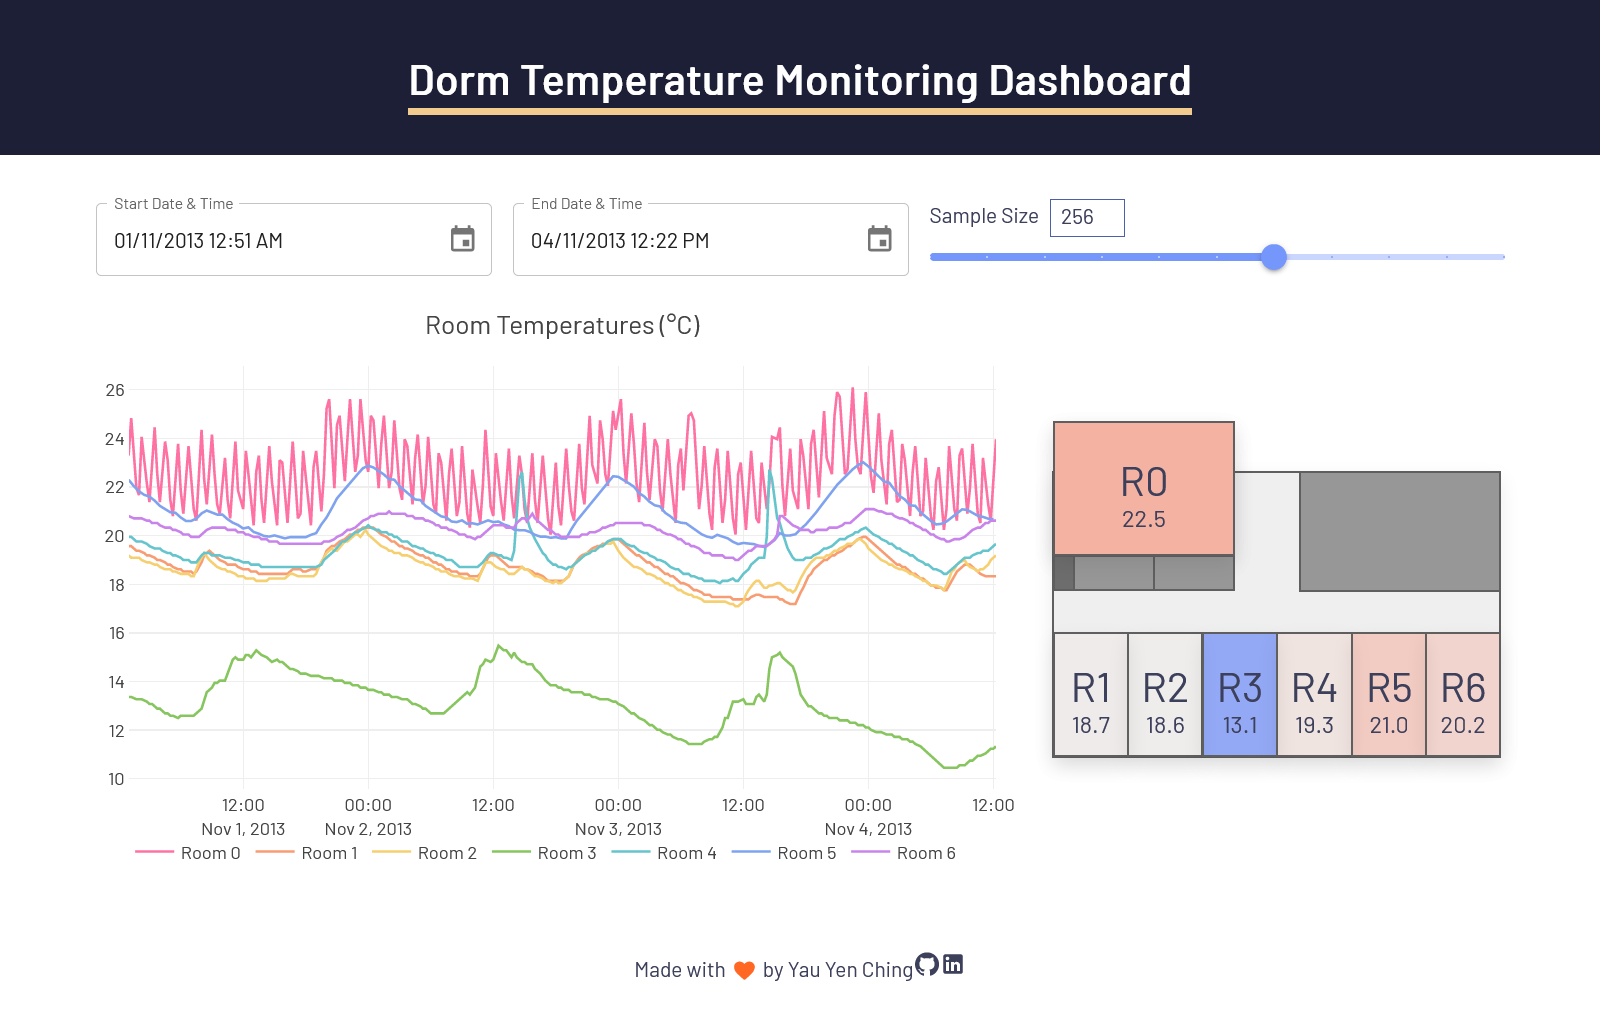 Dorm Temperature Monitoring Dashboard
Start Date & Time
01/11/2013 12:51 AM
End Date & Time
04/11/2013 12:22 PM
Sample Size
256
Room Temperatures (°C)
26
24
22
20
18
16
14
12
10
12:00
00:00
12:00
00:00
12:00
00:00
12:00
Nov 1, 2013
Nov 2, 2013
Nov 3, 2013
Nov 4, 2013
Room 0
Room 1
Room 2
Room 3
Room 4
Room 5
Room 6
R0
22.5
R1
18.7
R2
18.6
R3
13.1
R4
19.3
R5
21.0
R6
20.2
Made with
by Yau Yen Ching
in